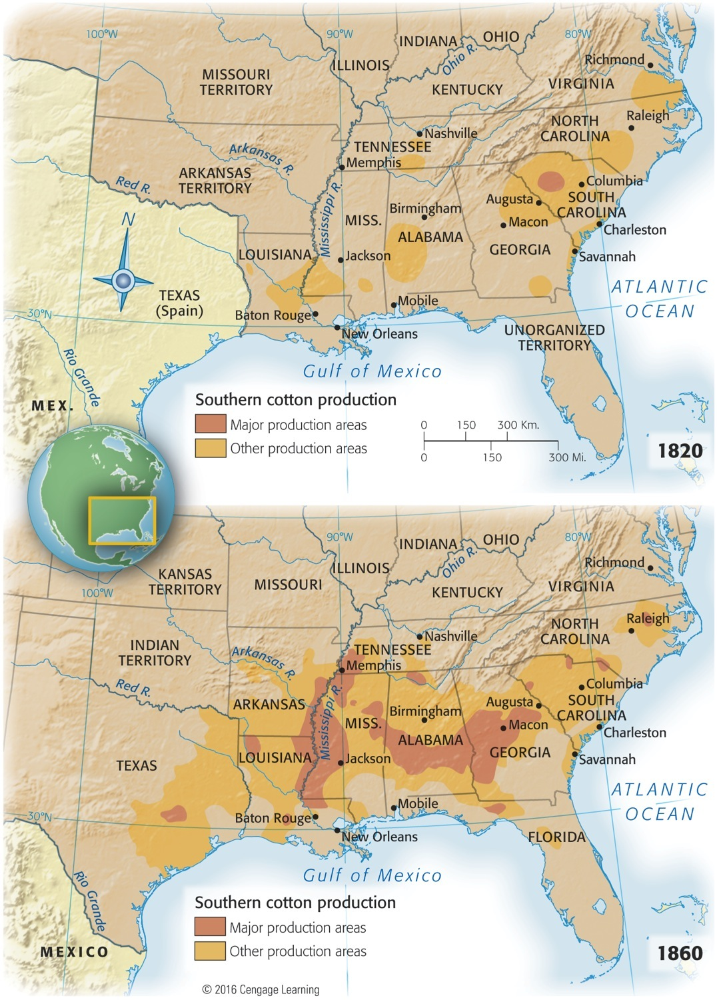 100°W
90°W
80°W
INDIANA
OHIO
Ohio R.
ILLINOIS
Richmond
MISSOURI
TERRITORY
KENTUCKY
VIRGINIA
Raleigh
NORTH
CAROLINA
Nashville
TENNESSEE
Memphis
Arkansas R.
ARKANSAS
TERRITORY
Red R.
Columbia
SOUTH
CAROLINA
Augusta
Birmingham
Mississippi R.
MISS.
Macon
Charleston
ALABAMA
N
LOUISIANA
Jackson
GEORGIA
Savannah
ATLANTIC
OCEAN
TEXAS
(Spain)
30°N
Baton Rouge
Mobile
New Orleans
UNORGANIZED
TERRITORY
Rio Grande
Gulf of Mexico
MEX.
Southern cotton production
Major production areas
Other production areas
0 150 300 Km.
0 150 300 Mi.
1820
90°W
80°W
INDIANA
OHIO
Ohio R.
ILLINOIS
Richmond
KANSAS
TERRITORY
100°W
MISSOURI
KENTUCKY
VIRGINIA
Raleigh
NORTH
CAROLINA
Nashville
INDIAN
TERRITORY
TENNESSEE
Memphis
Arkansas R.
Red R.
Columbia
SOUTH
CAROLINA
ARKANSAS
Augusta
Birmingham
Mississippi R.
MISS.
Macon
Charleston
ALABAMA
TEXAS
LOUISIANA
Jackson
GEORGIA
Savannah
ATLANTIC
OCEAN
30°N
Baton Rouge
Mobile
New Orleans
FLORIDA
Rio Grande
Gulf of Mexico
MEXICO
Southern cotton production
Major production areas
Other production areas
1860
© 2016 Cengage Learning